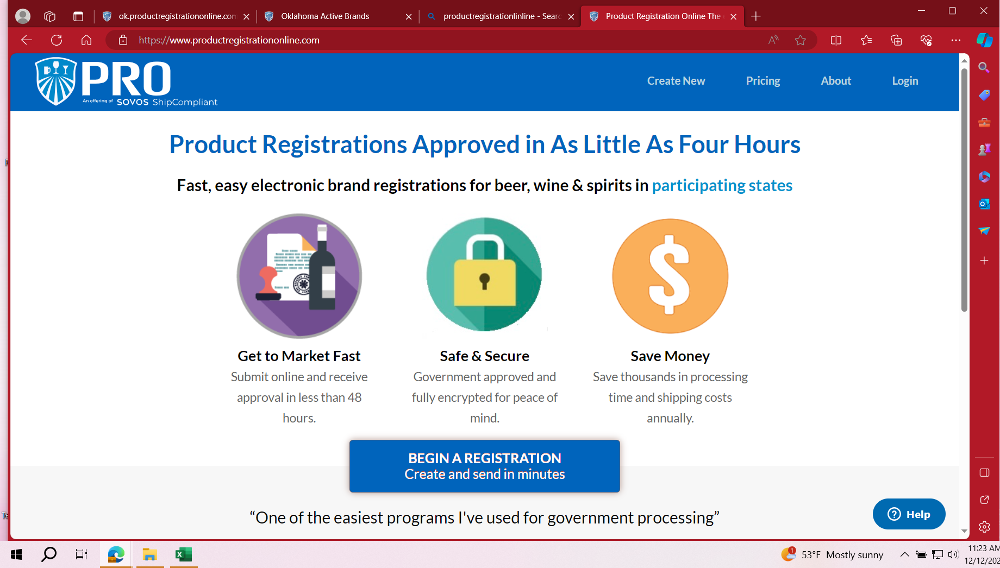 ok.productregistrationonline.com
Oklahoma Active Brands
productregistrationlinline - Searc
Product Registration Online The
https://www.productregistrationonline.com
PRO
An offering of SOVOS ShipCompliant
Create New
Pricing
About
Login
Product Registrations Approved in As Little As Four Hours
Fast, easy electronic brand registrations for beer, wine & spirits in participating states
Get to Market Fast
Submit online and receive
approval in less than 48
hours.
Safe & Secure
Government approved and
fully encrypted for peace of
mind.
Save Money
Save thousands in processing
time and shipping costs
annually.
BEGIN A REGISTRATION
Create and send in minutes
“One of the easiest programs I've used for government processing”
Help
1
53°F Mostly sunny
11:23 AM
12/12/202